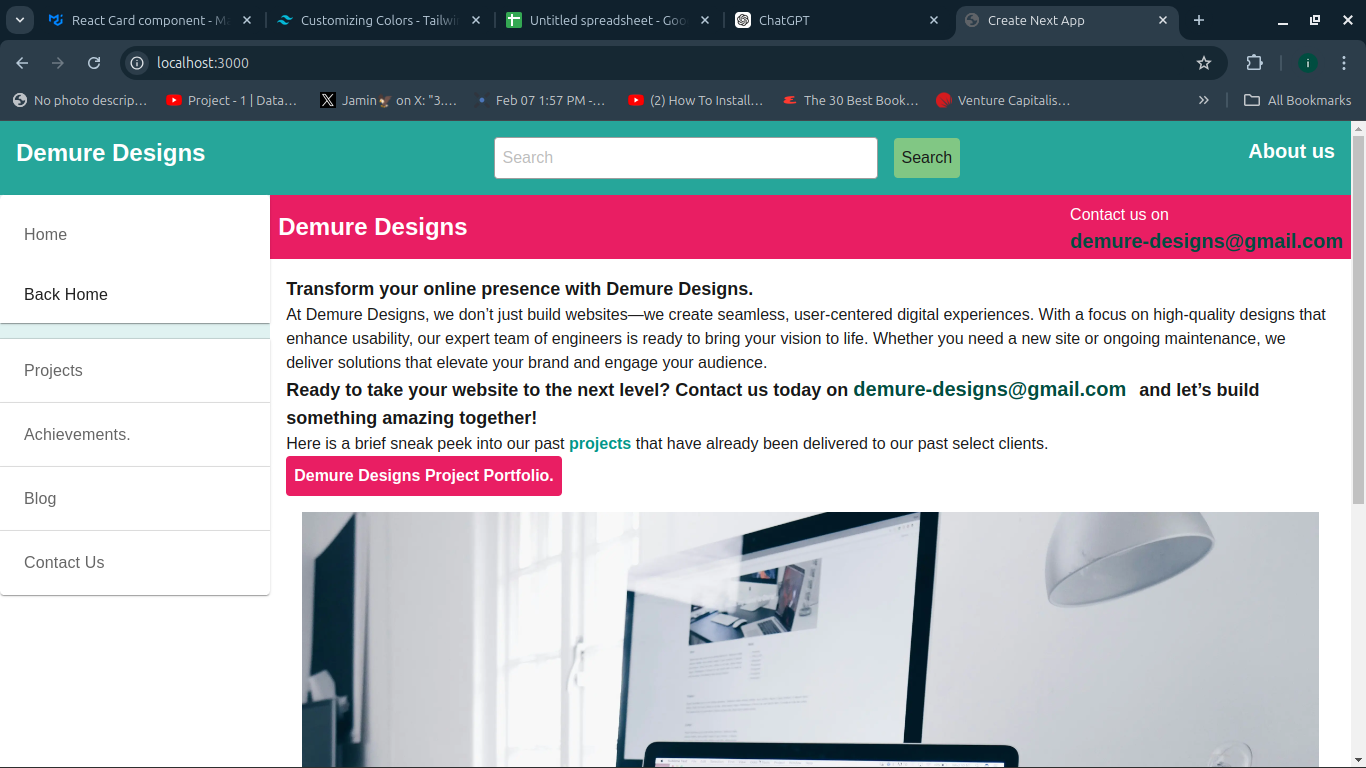 React Card component - M
Customizing Colors - Tailwi
Untitled spreadsheet - Goo
ChatGPT
Create Next App
localhost:3000
i
No photo descrip...
Project - 1 | Data...
Jamin🦅 on X: "3....
Feb 07 1:57 PM -...
(2) How To Install...
The 30 Best Book...
Venture Capitalis...
All Bookmarks
Demure Designs
Search
Search
About us
Home
Back Home
Projects
Achievements.
Blog
Contact Us
Demure Designs
Contact us on
demure-designs@gmail.com
Transform your online presence with Demure Designs.
At Demure Designs, we don’t just build websites—we create seamless, user-centered digital experiences. With a focus on high-quality designs that
enhance usability, our expert team of engineers is ready to bring your vision to life. Whether you need a new site or ongoing maintenance, we
deliver solutions that elevate your brand and engage your audience.
Ready to take your website to the next level? Contact us today on demure-designs@gmail.com and let’s build
something amazing together!
Here is a brief sneak peek into our past projects that have already been delivered to our past select clients.
Demure Designs Project Portfolio.